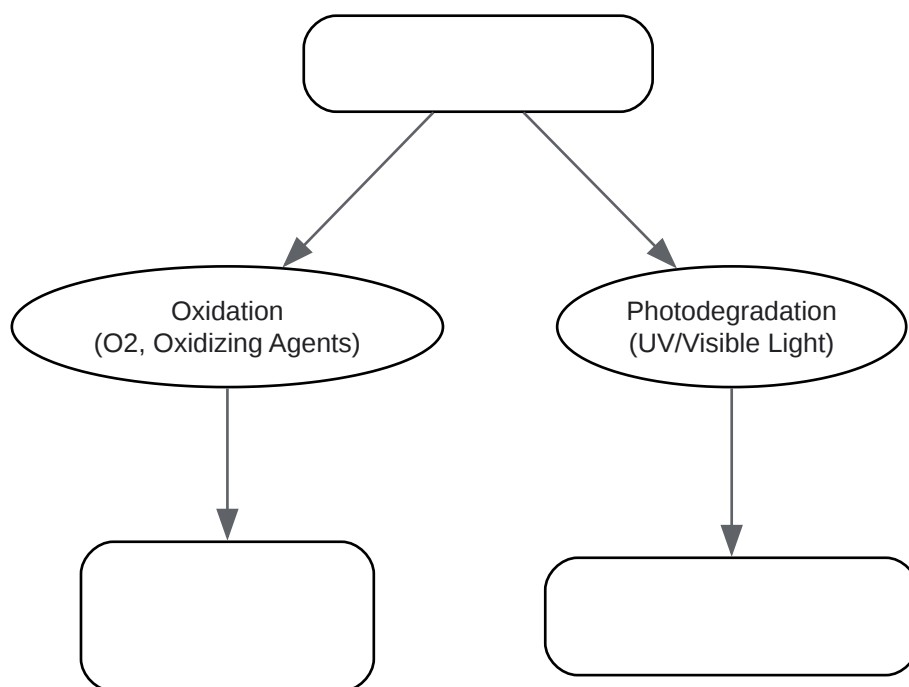 Oxidation
(O2, Oxidizing Agents)
Photodegradation
(UV/Visible Light)